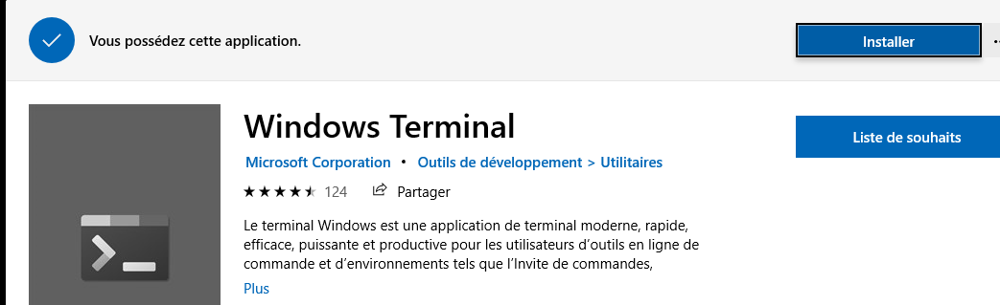 Vous possédez cette application.
Installer
Windows Terminal
Liste de souhaits
Microsoft Corporation • Outils de développement > Utilitaires
124 Partager
Le terminal Windows est une application de terminal moderne, rapide,
efficace, puissante et productive pour les utilisateurs d’outils en ligne de
commande et d’environnements tels que l’Invite de commandes,
Plus